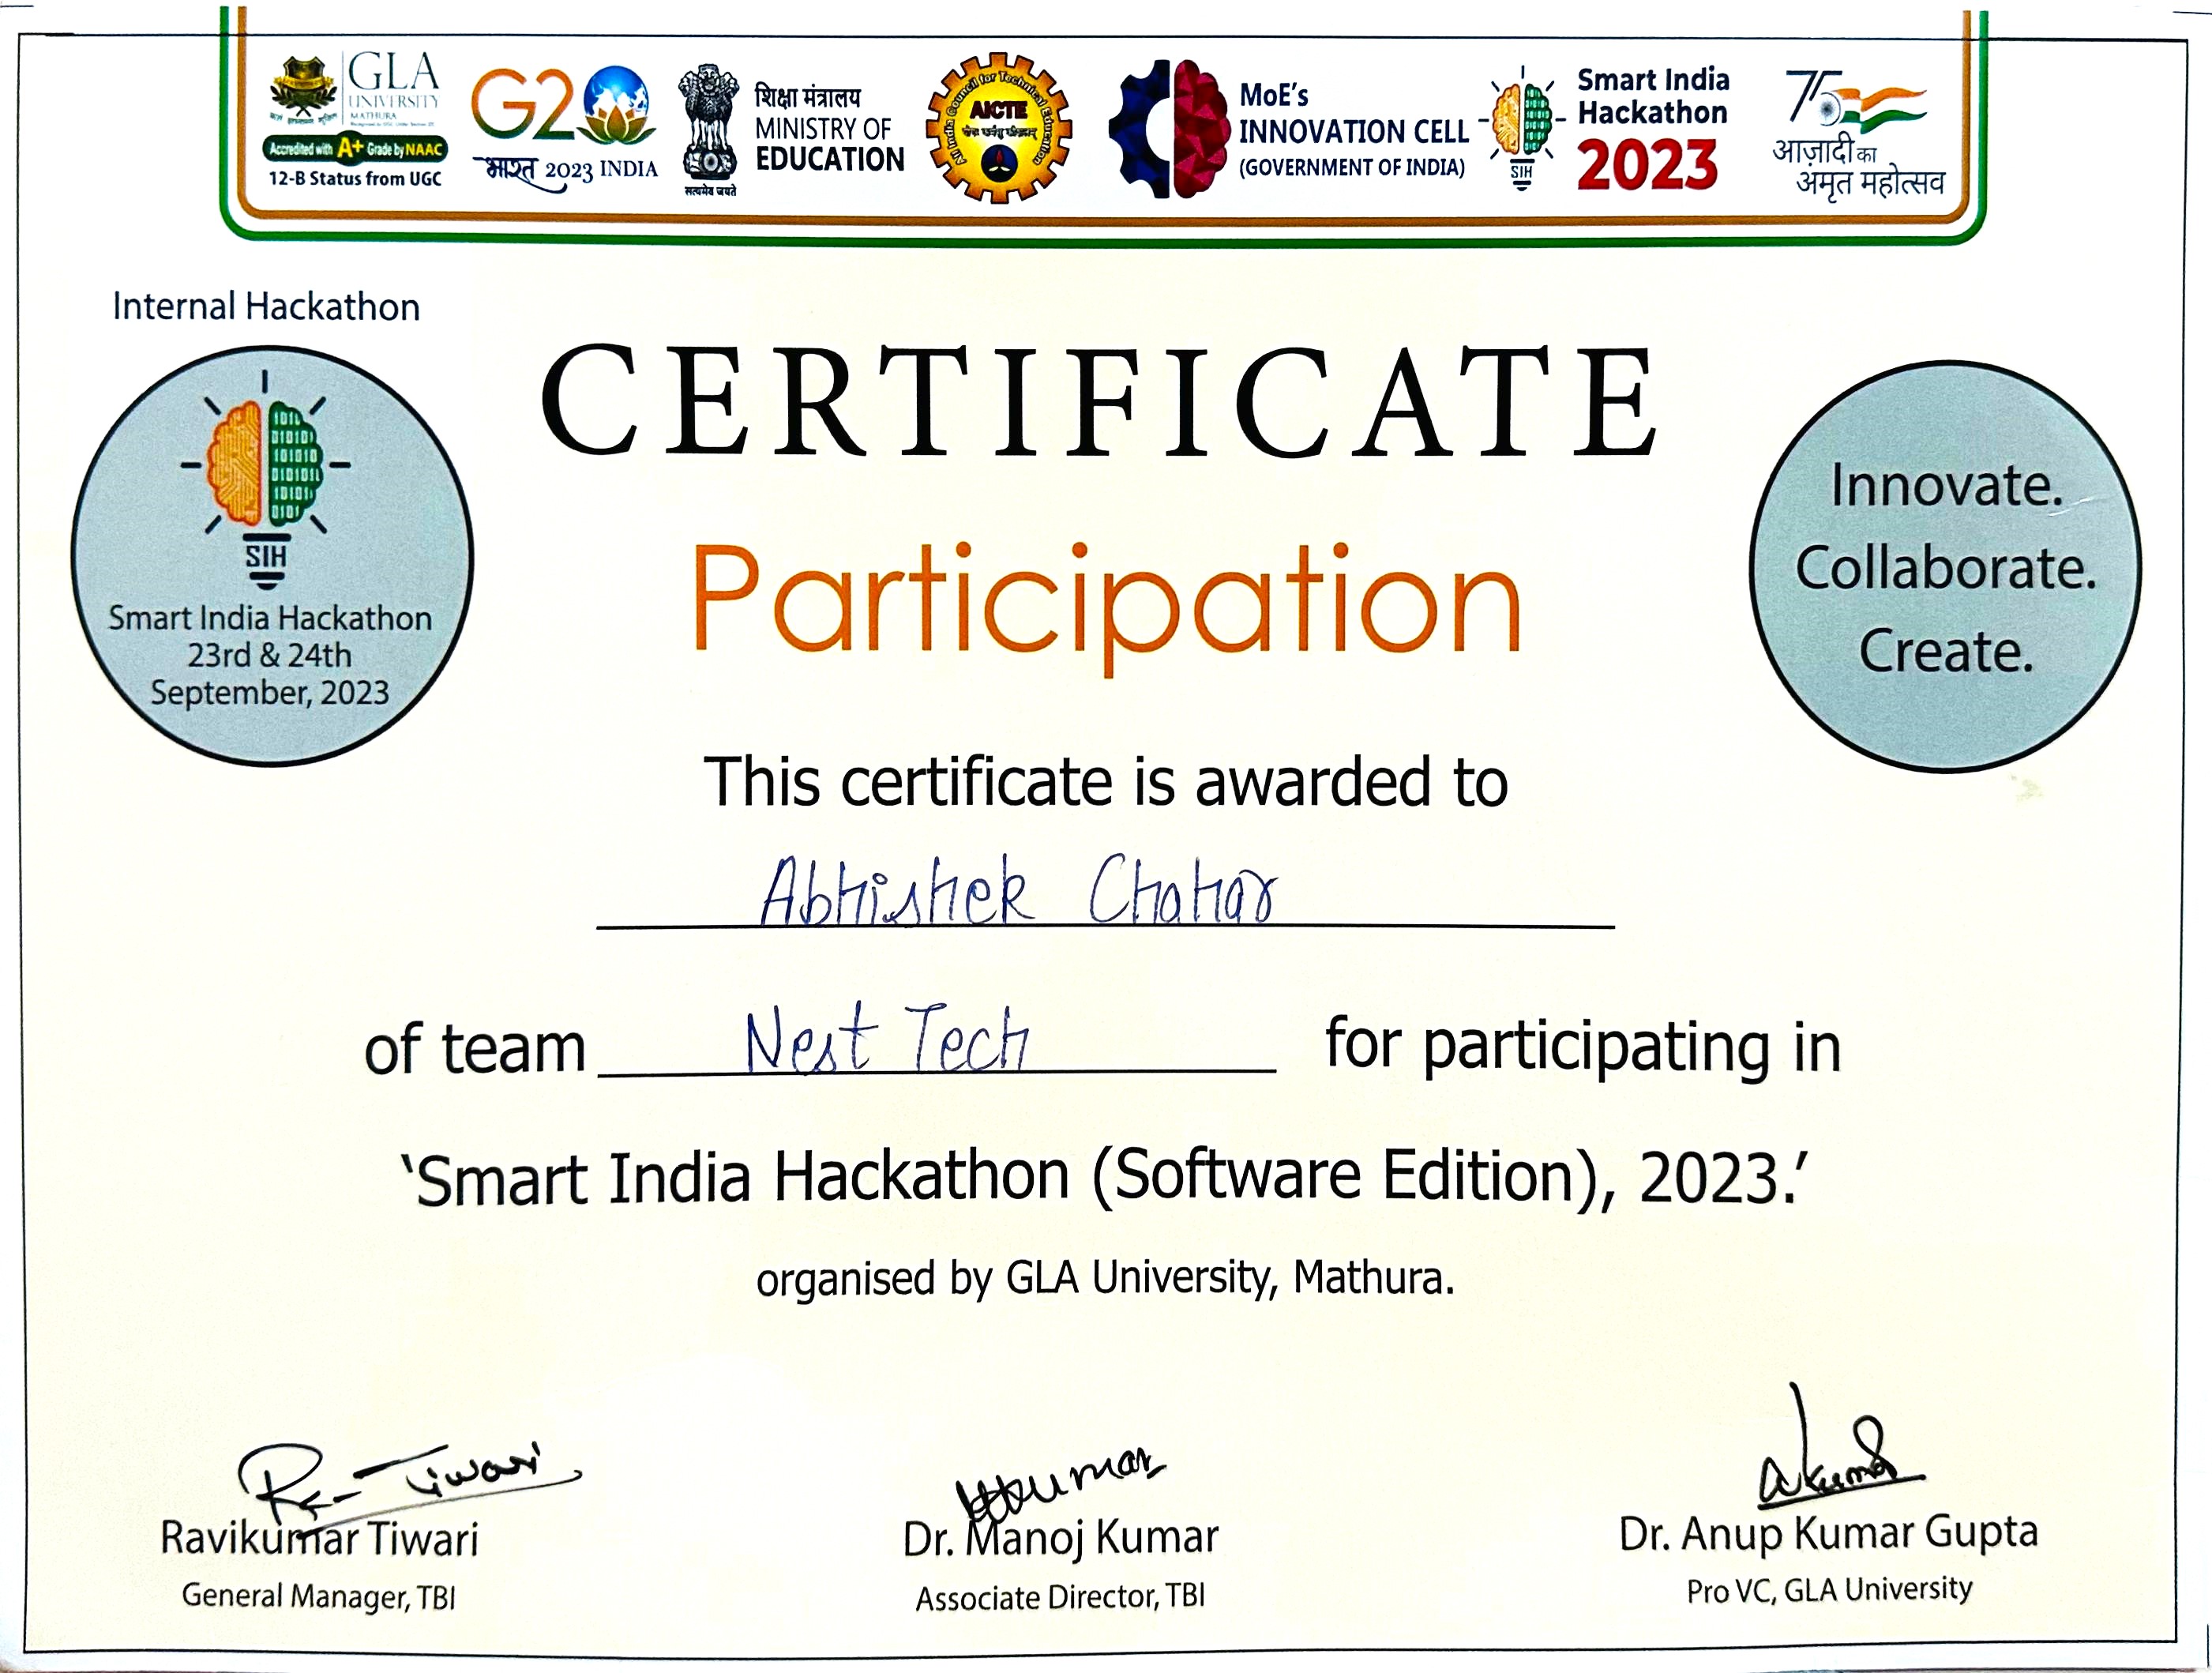 GLA
UNIVERSITY
MATHURA
Accredited with A+ Grade by NAAC
12-B Status from UGC
G20
भारत 2023 INDIA
सत्यमेव जयते
शिक्षा मंत्रालय
MINISTRY OF
EDUCATION
All India Council for Technical Education
AICTE
MoE's
INNOVATION CELL
(GOVERNMENT OF INDIA)
SIH
Smart India
Hackathon
2023
75
आज़ादी का
अमृत महोत्सव
Internal Hackathon
SIH
Smart India Hackathon
23rd & 24th
September, 2023
CERTIFICATE
Participation
Innovate.
Collaborate.
Create.
This certificate is awarded to
Abhishek Chahar
of team Nest Tech for participating in
‘Smart India Hackathon (Software Edition), 2023.’
organised by GLA University, Mathura.
Ravikumar Tiwari
General Manager, TBI
Dr. Manoj Kumar
Associate Director, TBI
Dr. Anup Kumar Gupta
Pro VC, GLA University